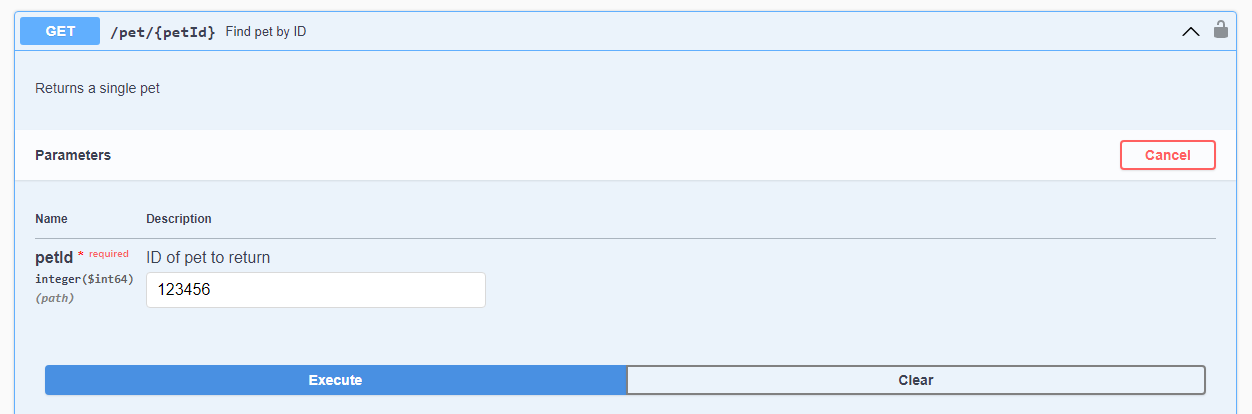 GET /pet/{petId} Find pet by ID
Returns a single pet
Parameters Cancel
Name Description
petId * required ID of pet to return
integer($int64)
123456
(path)
Execute Clear